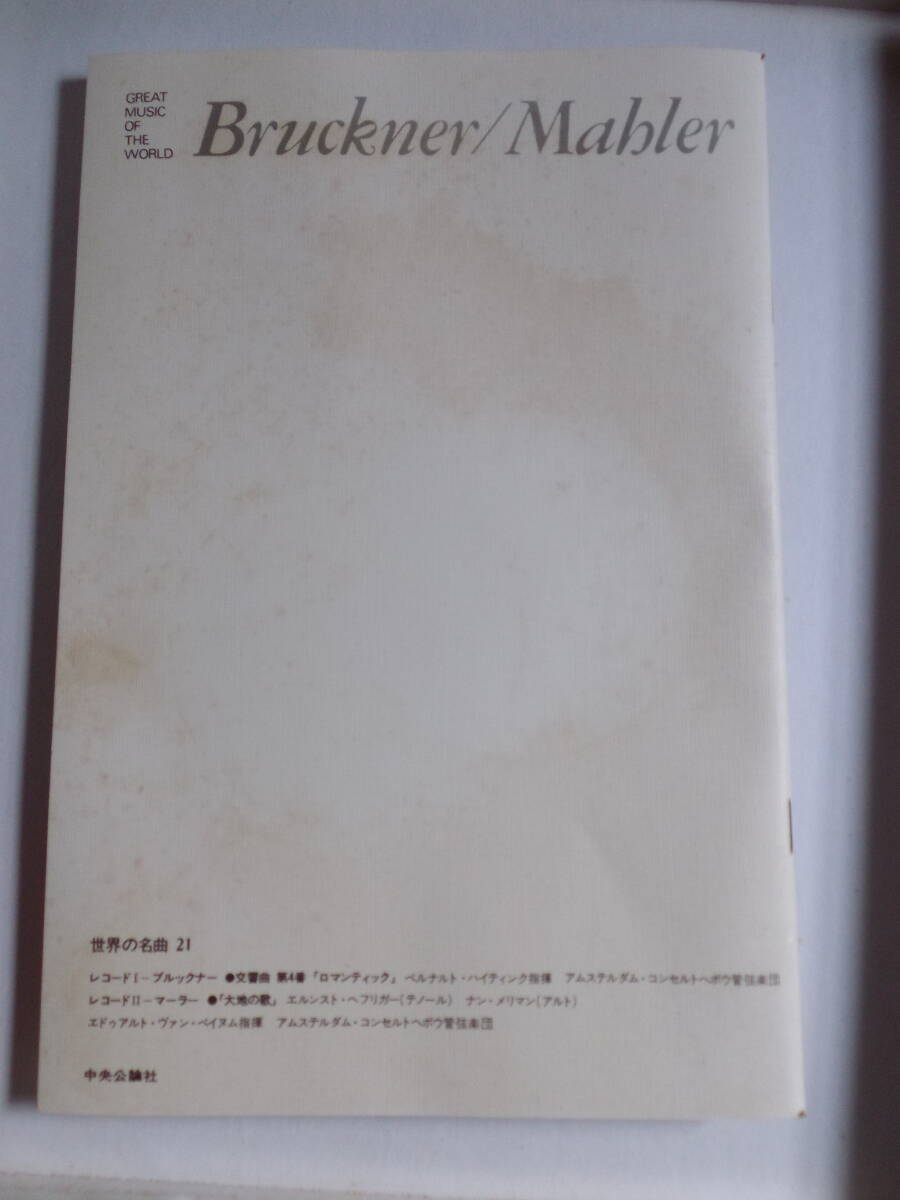 GREAT
MUSIC
OF
THE
WORLD
Bruckner/Mahler
世界の名曲 21
レコードI－ブルックナー ●交響曲 第4番「ロマンティック」 ベルナルト・ハイティンク指揮 アムステルダム・コンセルトヘボウ管弦楽団
レコードII－マーラー ●「大地の歌」 エルンスト・ヘフリガー（テノール） ナン・メリマン（アルト）
エドゥアルト・ヴァン・ベイヌム指揮 アムステルダム・コンセルトヘボウ管弦楽団
中央公論社